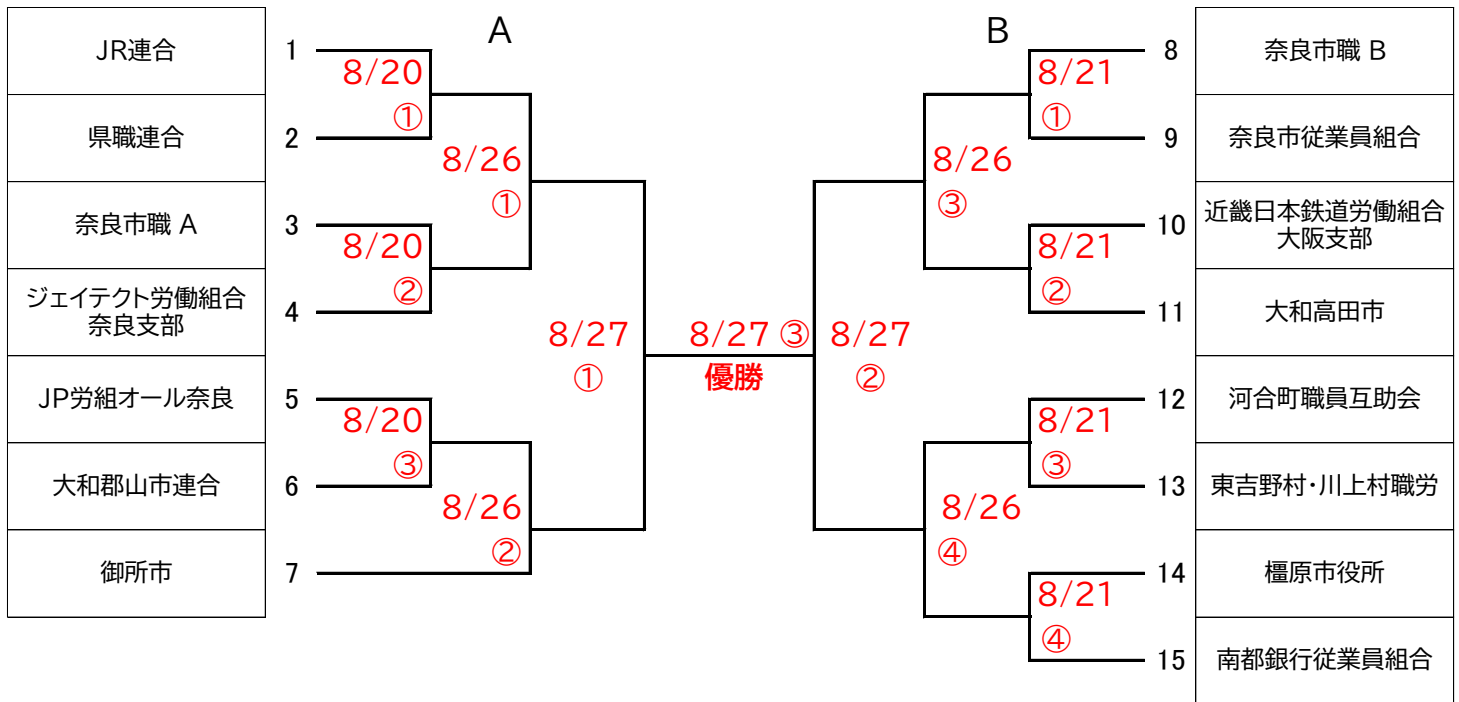 A
B
JR連合
1
県職連合
2
奈良市職 A
3
ジェイテクト労働組合
奈良支部
4
JP労組オール奈良
5
大和郡山市連合
6
御所市
7
8/20
①
8/20
②
8/20
③
8/26
①
8/26
②
8/27
①
8/27 ③
優勝
8/27
②
8/26
③
8/26
④
8/21
①
8/21
②
8/21
③
8/21
④
8
奈良市職 B
9
奈良市従業員組合
10
近畿日本鉄道労働組合
大阪支部
11
大和高田市
12
河合町職員互助会
13
東吉野村・川上村職労
14
橿原市役所
15
南都銀行従業員組合